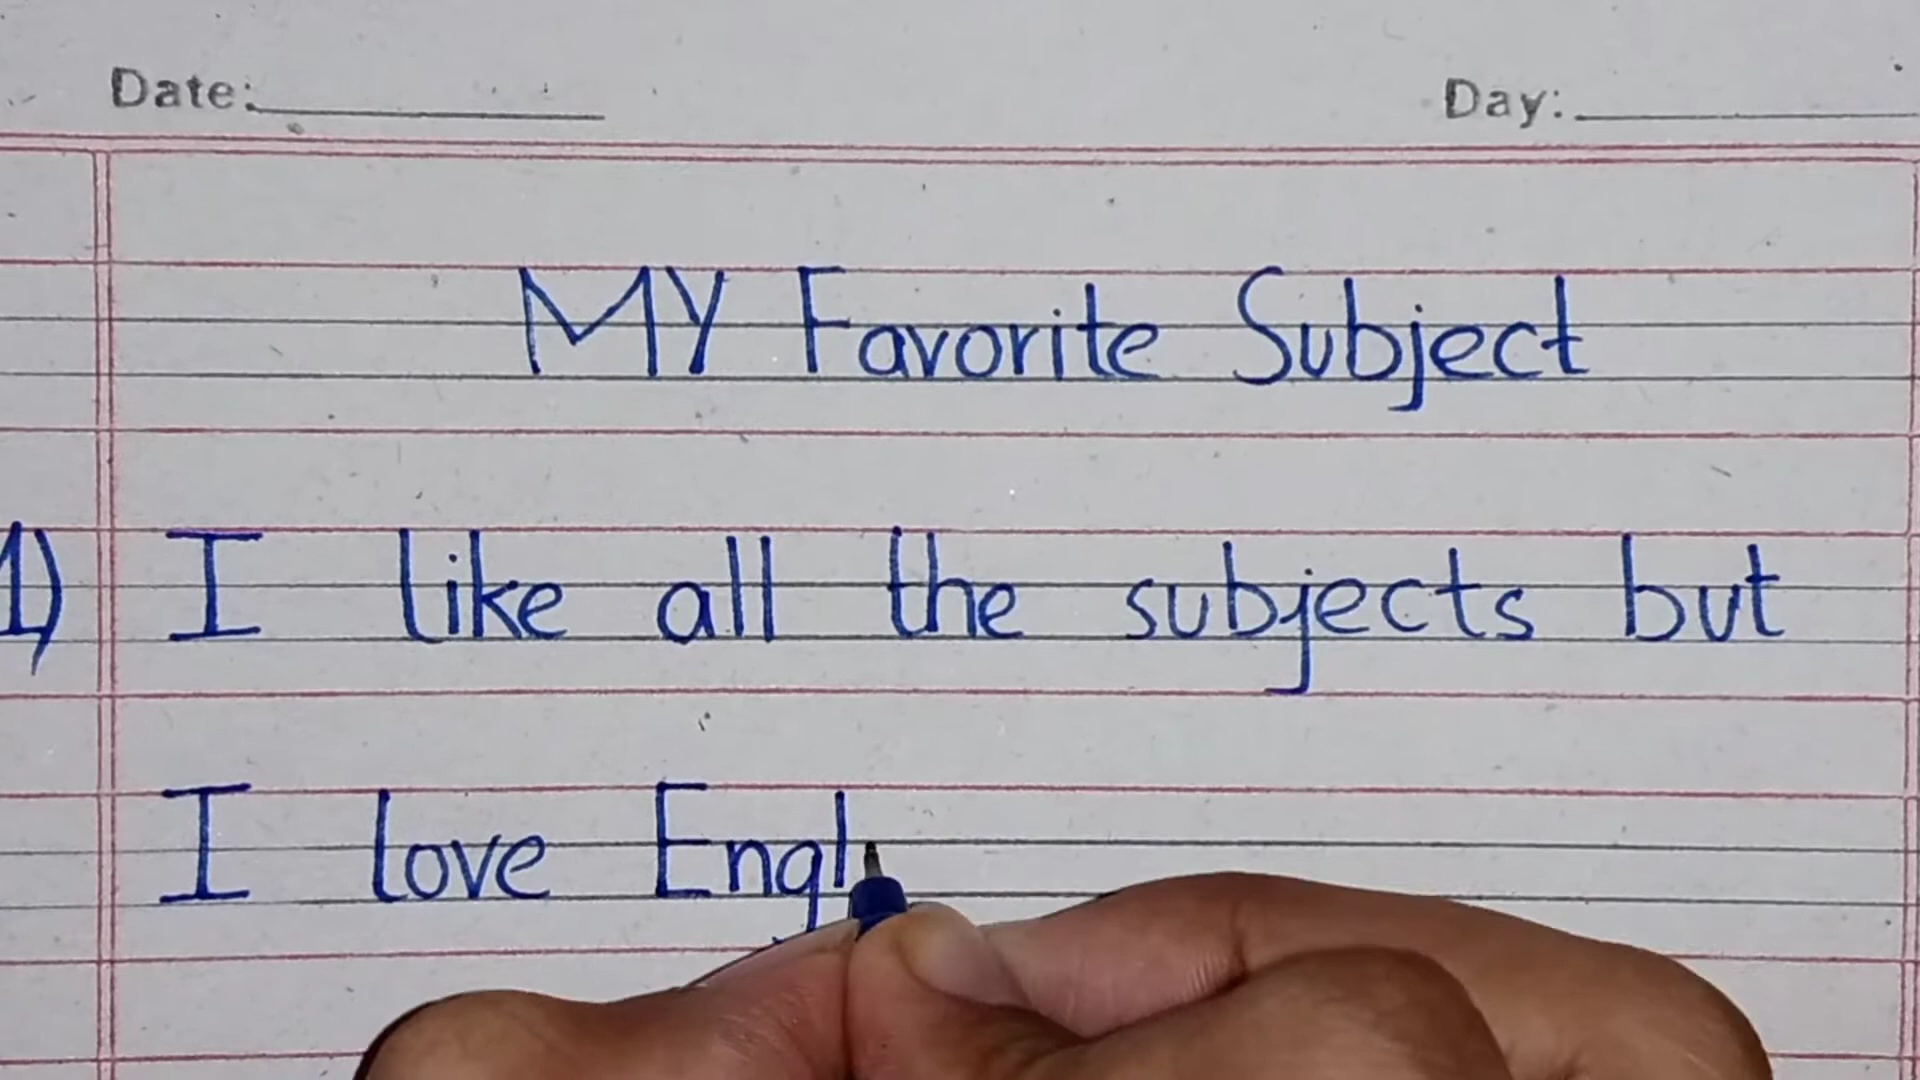 Date: Day:
MY Favorite Subject
1) I like all the subjects but
I love Engl